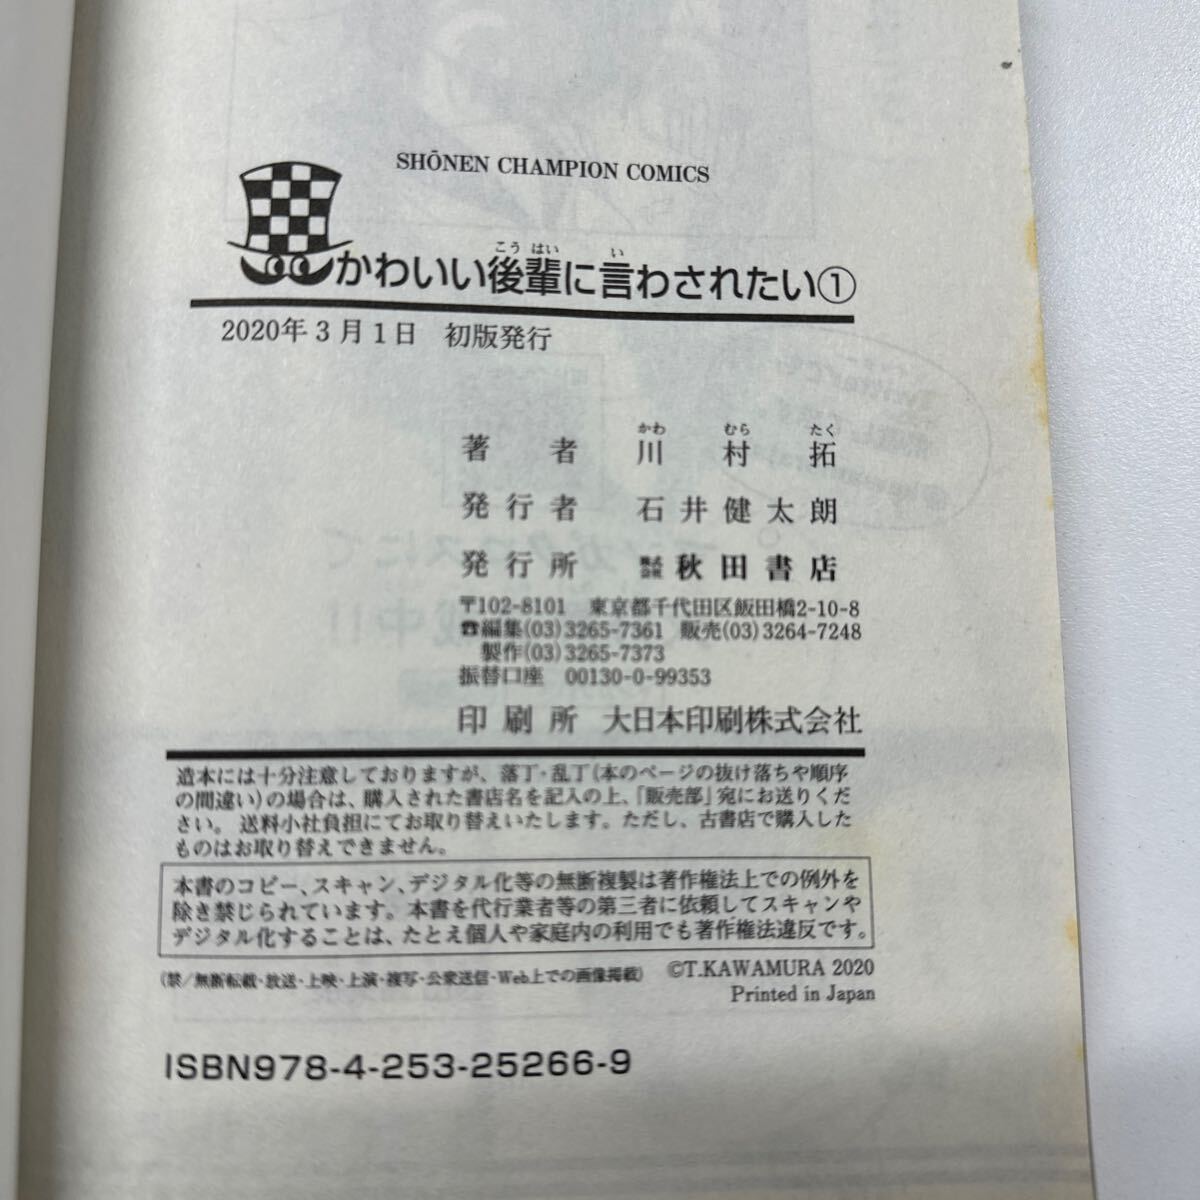 SHŌNEN CHAMPION COMICS
かわいい後輩に言わされたい①
2020年3月1日 初版発行
著者 川村拓
発行者 石井健太朗
発行所 株式会社 秋田書店
〒102-8101 東京都千代田区飯田橋2-10-8
☎編集(03)3265-7361 販売(03)3264-7248
製作(03)3265-7373
振替口座 00130-0-99353
印刷所 大日本印刷株式会社
造本には十分注意しておりますが、落丁・乱丁(本のページの抜け落ちや順序
の間違い)の場合は、購入された書店名を記入の上、「販売部」宛にお送りくだ
さい。送料小社負担にてお取り替えいたします。ただし、古書店で購入した
ものはお取り替えできません。
本書のコピー、スキャン、デジタル化等の無断複製は著作権法上での例外を
除き禁じられています。本書を代行業者等の第三者に依頼してスキャンや
デジタル化することは、たとえ個人や家庭内の利用でも著作権法違反です。
(禁/無断転載・放送・上映・上演・複写・公衆送信・Web上での画像掲載) ©T.KAWAMURA 2020
Printed in Japan
ISBN978-4-253-25266-9